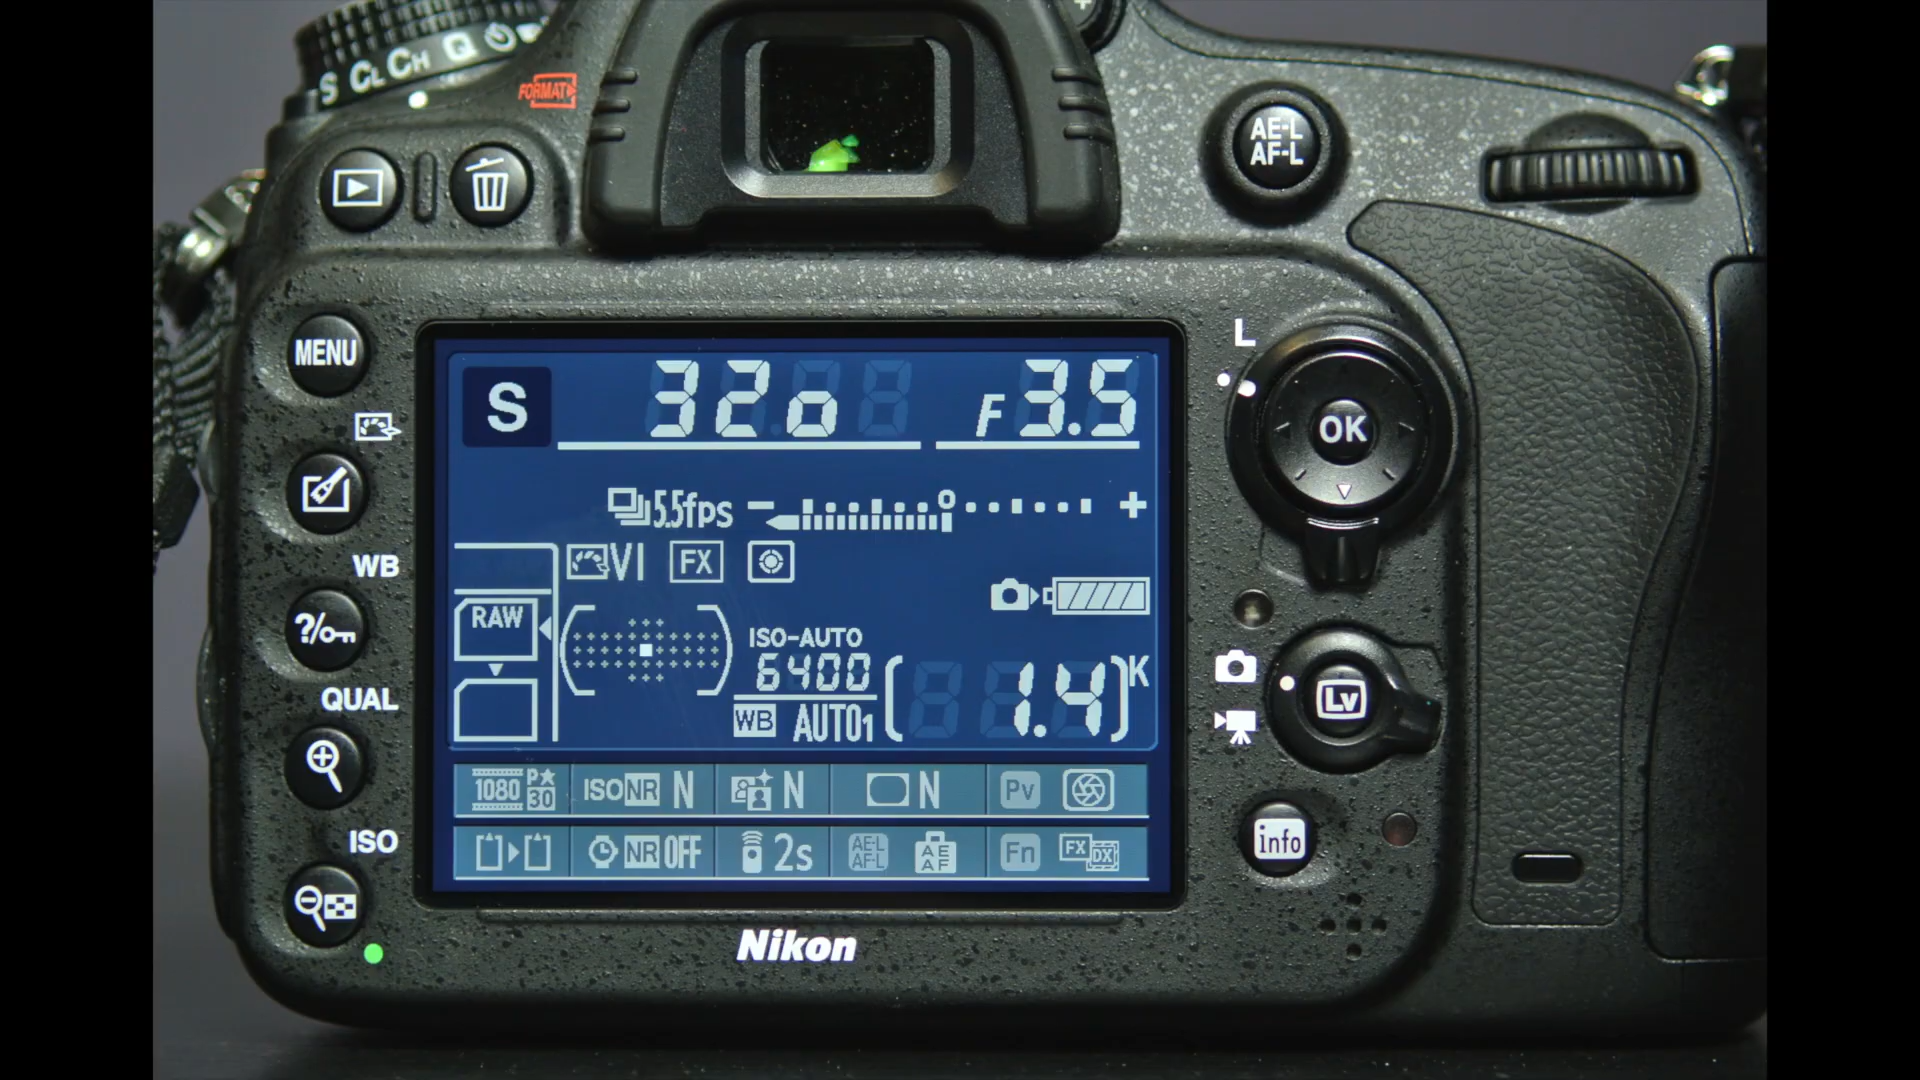 S CL CH Q
FORMAT
AE-L
AF-L
MENU
L
S 320 F3.5
OK
5.5fps − +
WB
VI FX
RAW
ISO-AUTO
6400
?/
[1.4]K
QUAL
WB AUTO1
Lv
1080 P★ 30 ISO NR N N N Pv
ISO
NR OFF 2s AE-L AF-L AE AF Fn FX DX
info
Nikon